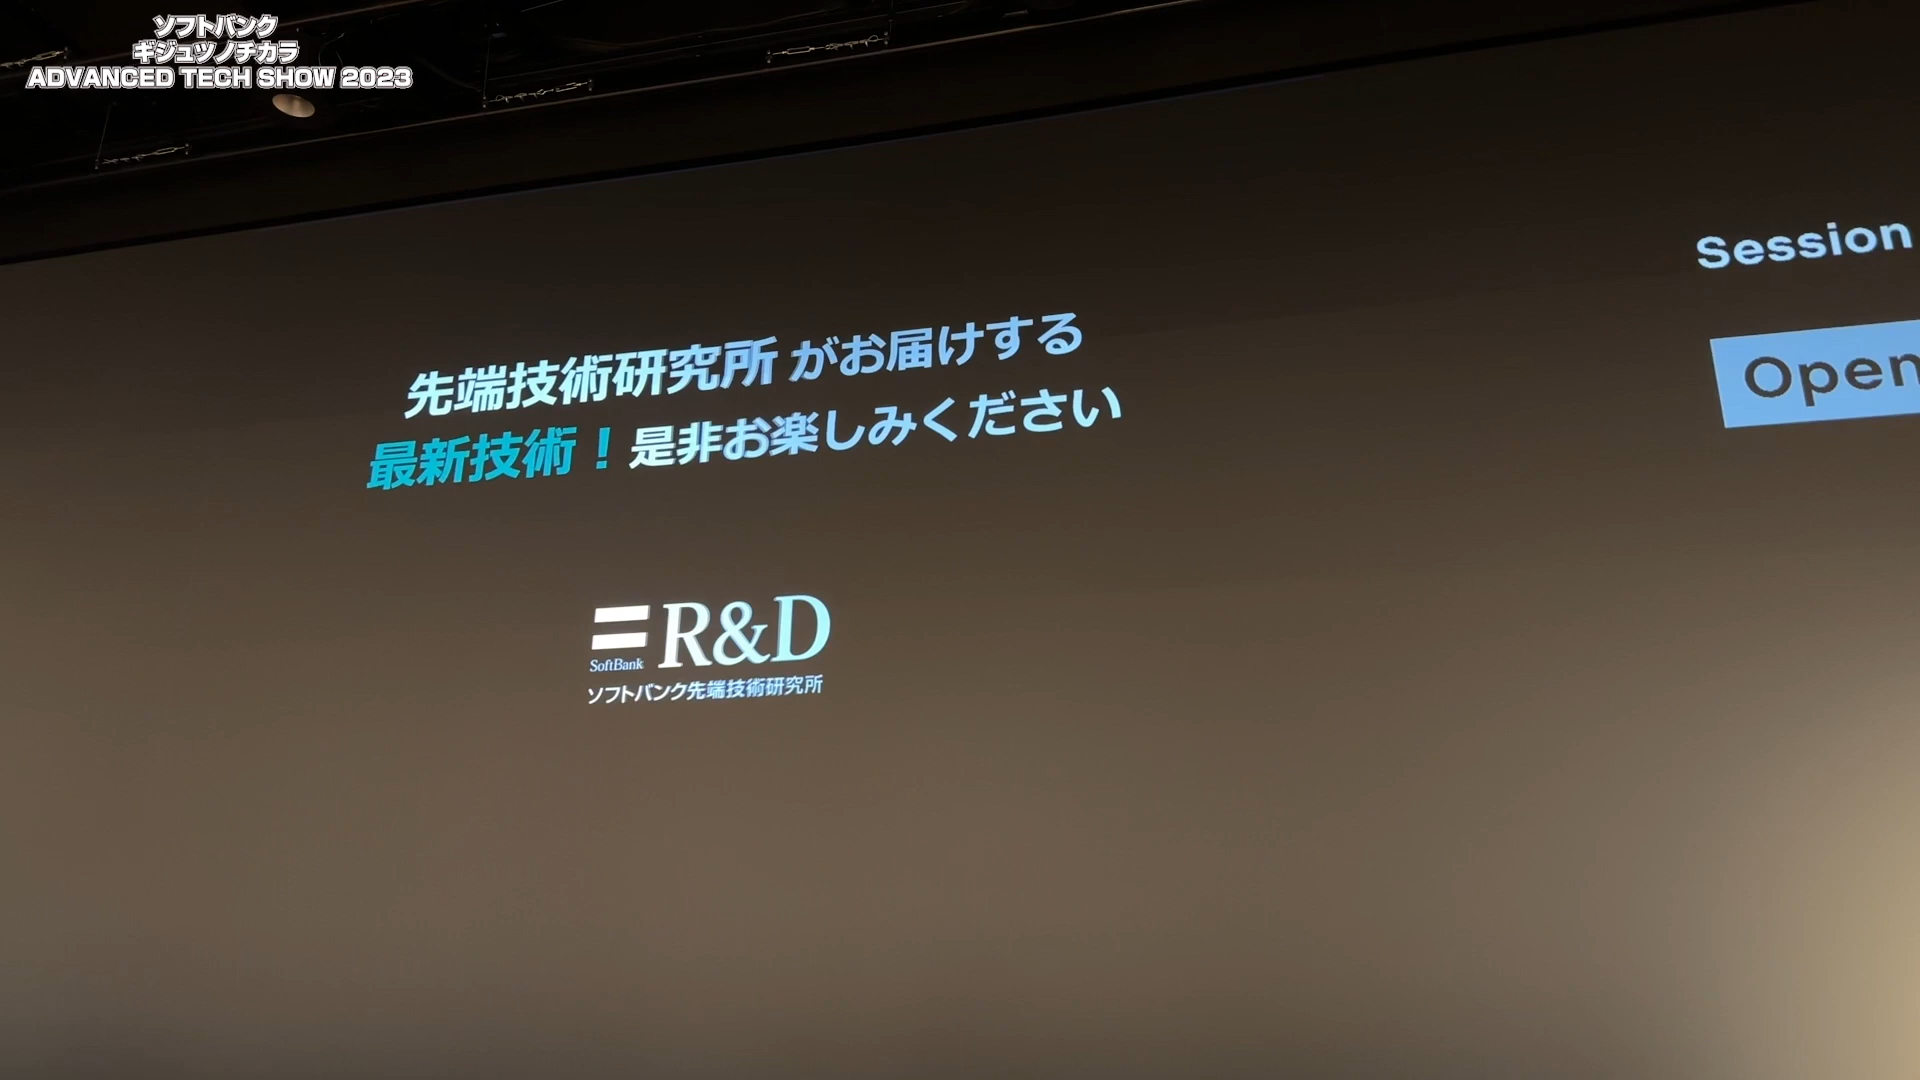 ソフトバンク
ギジュツノチカラ
ADVANCED TECH SHOW 2023
先端技術研究所 がお届けする
最新技術！是非お楽しみください
SoftBank R&D
ソフトバンク先端技術研究所
Session
Open